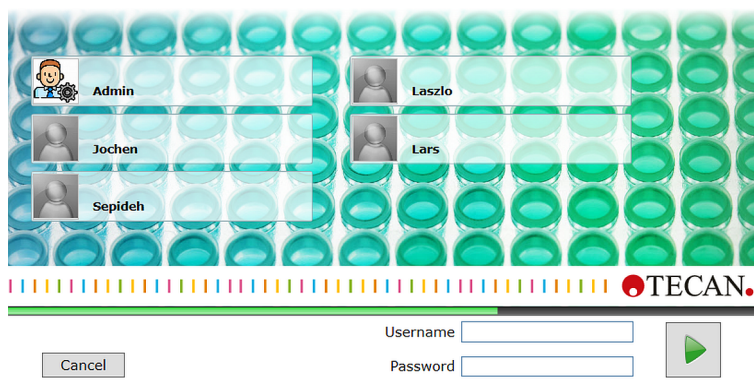 Admin
Laszlo
Jochen
Lars
Sepideh
TECAN.
Username
Password
Cancel